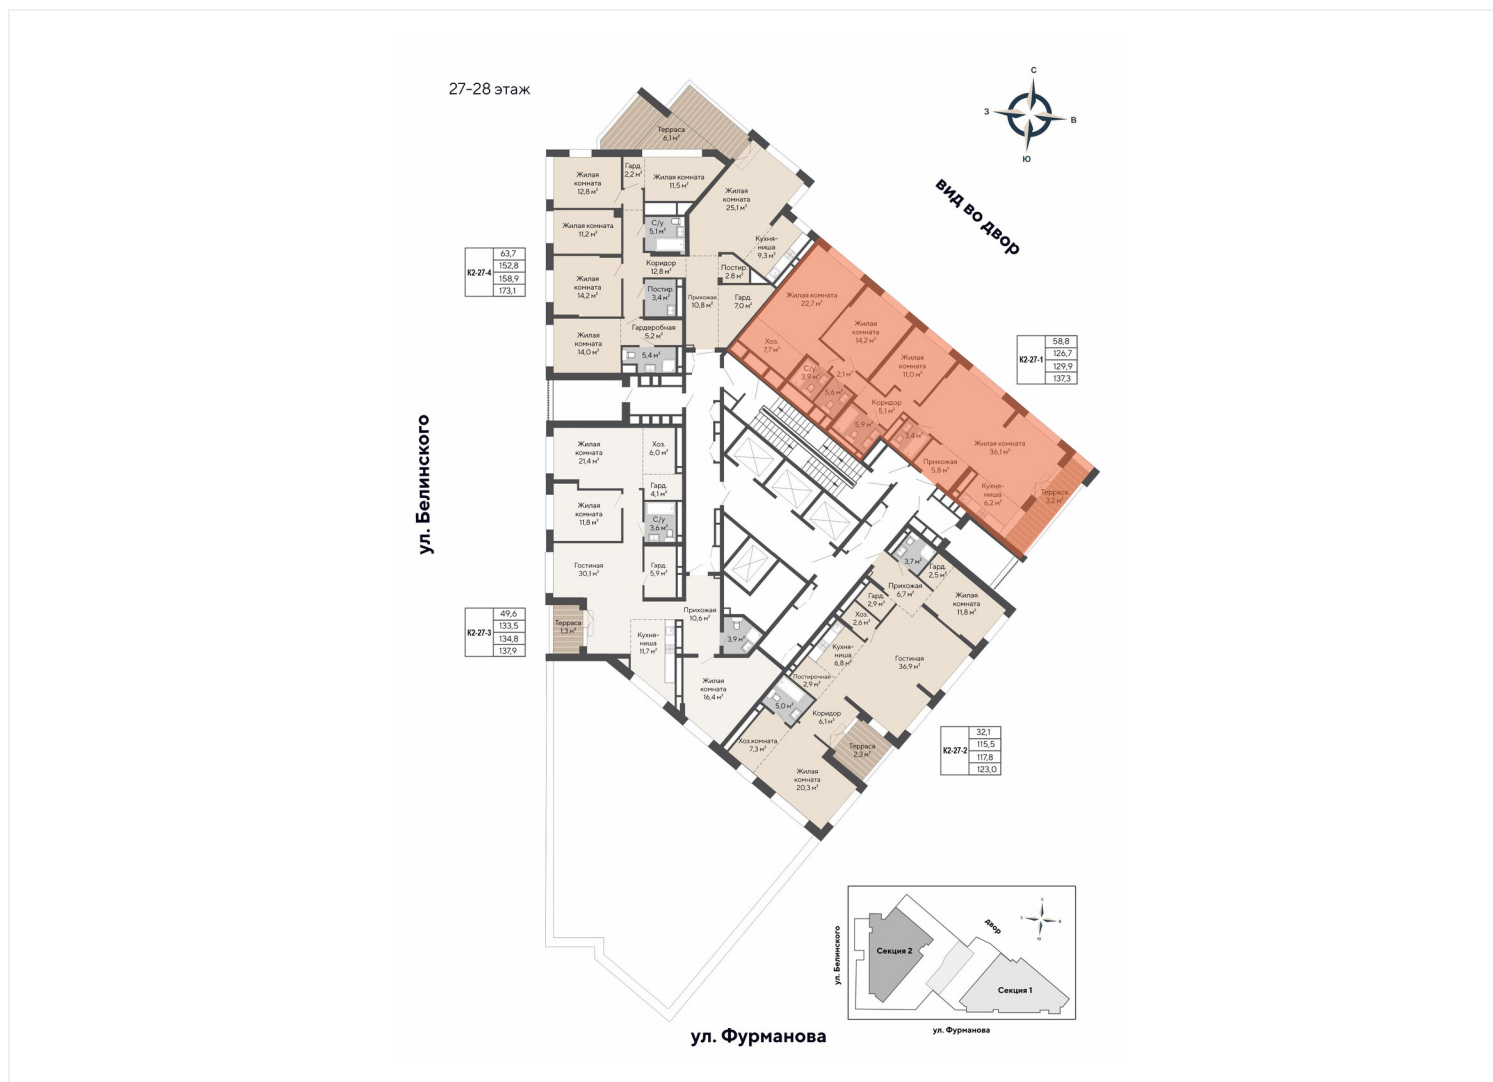 27-28 этаж
С
З
В
Ю
вид во двор
Терраса
6,1 м²
Жилая
комната
12,8 м²
Гард.
2,2 м²
Жилая комната
11,5 м²
Жилая
комната
25,1 м²
Жилая комната
11,2 м²
С/у
5,1 м²
Кухня-
ниша
9,3 м²
К2-27-4
63,7
152,8
158,9
173,1
Коридор
12,8 м²
Постир.
2,8 м²
Жилая
комната
14,2 м²
Постир.
3,4 м²
Прихожая
10,8 м²
Гард.
7,0 м²
Гардеробная
5,2 м²
Жилая
комната
14,0 м²
5,4 м²
Жилая комната
22,7 м²
Жилая
комната
14,2 м²
Хоз.
7,7 м²
Жилая
комната
11,0 м²
С/у
3,9 м²
2,1 м²
5,6 м²
Коридор
5,1 м²
5,9 м²
3,4 м²
Жилая комната
36,1 м²
Прихожая
5,8 м²
Кухня-
ниша
6,2 м²
Терраса
3,2 м²
К2-27-1
58,8
126,7
129,9
137,3
ул. Белинского
Жилая
комната
21,4 м²
Хоз.
6,0 м²
Гард.
4,1 м²
Жилая
комната
11,8 м²
С/у
3,6 м²
Гостиная
30,1 м²
Гард.
5,9 м²
Терраса
1,3 м²
Прихожая
10,6 м²
Кухня-
ниша
11,7 м²
3,9 м²
Жилая
комната
16,4 м²
К2-27-3
49,6
133,5
134,8
137,9
3,7 м²
Гард.
2,5 м²
Прихожая
6,7 м²
Гард.
2,9 м²
Жилая
комната
11,8 м²
Хоз.
2,6 м²
Кухня-
ниша
6,8 м²
Гостиная
36,9 м²
Постирочная
2,9 м²
5,0 м²
Коридор
6,1 м²
Хоз.комната
7,3 м²
Терраса
2,3 м²
Жилая
комната
20,3 м²
К2-27-2
32,1
115,5
117,8
123,0
двор
ул. Белинского
Секция 2
Секция 1
ул. Фурманова
ул. Фурманова